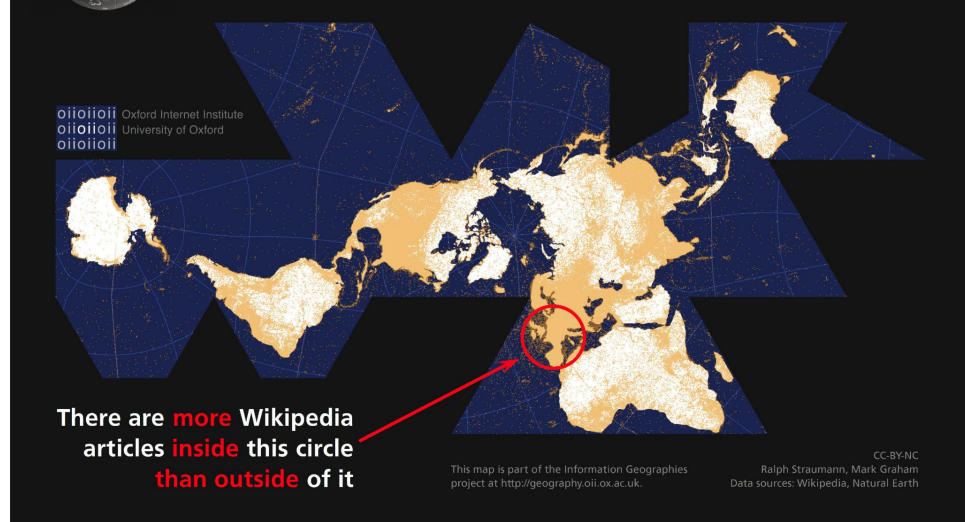 oiioiioii Oxford Internet Institute
oiioiioii University of Oxford
oiioiioii
There are more Wikipedia
articles inside this circle
than outside of it
This map is part of the Information Geographies
project at http://geography.oii.ox.ac.uk.
CC-BY-NC
Ralph Straumann, Mark Graham
Data sources: Wikipedia, Natural Earth